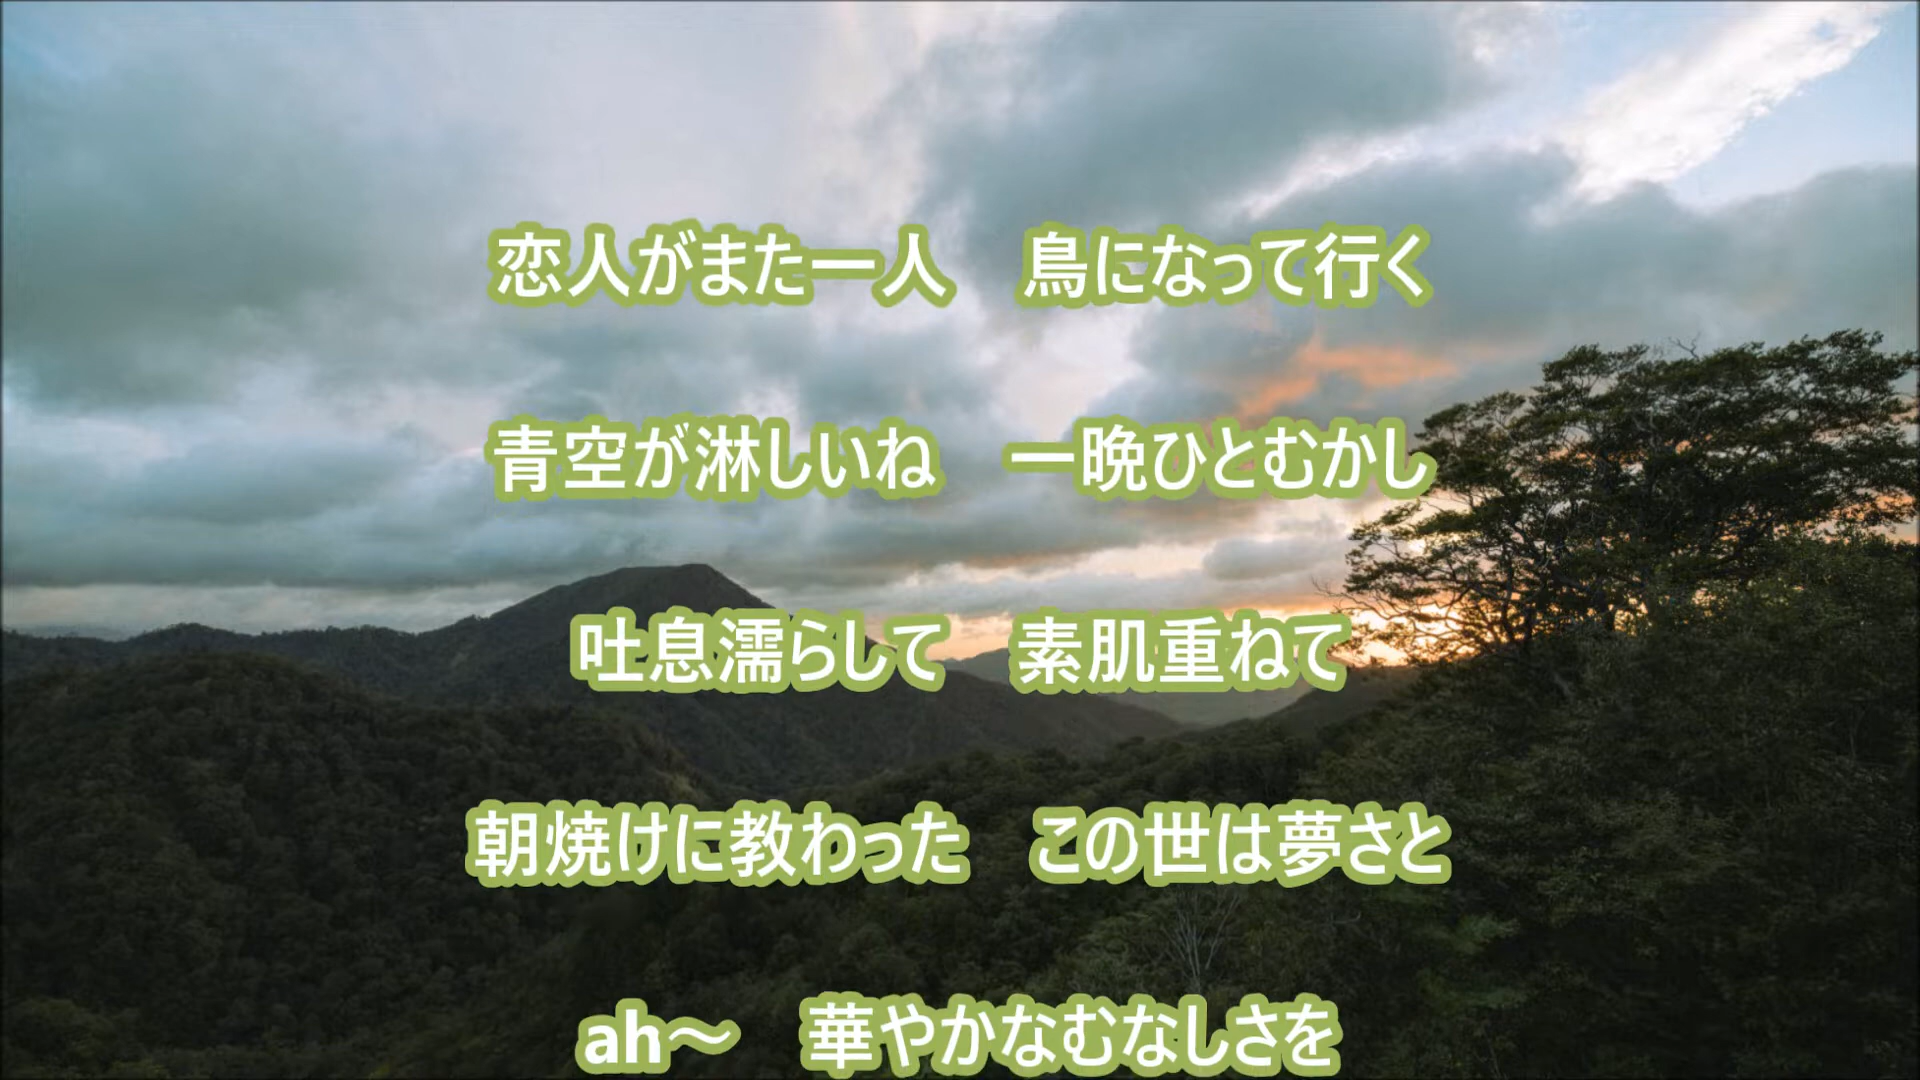 恋人がまた一人　鳥になって行く
青空が淋しいね　一晩ひとむかし
吐息濡らして　素肌重ねて
朝焼けに教わった　この世は夢さと
ah～　華やかなむなしさを